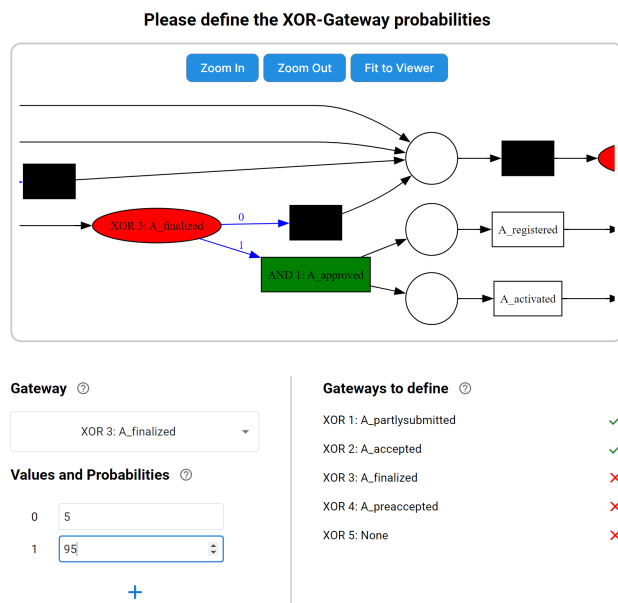 Please define the XOR-Gateway probabilities
Zoom In
Zoom Out
Fit to Viewer
XOR 3: A_finalized
0
1
AND 1: A_approved
A_registered
A_activated
Gateway
XOR 3: A_finalized
Values and Probabilities
0 5
1 95
Gateways to define
XOR 1: A_partlysubmitted
XOR 2: A_accepted
XOR 3: A_finalized
XOR 4: A_preaccepted
XOR 5: None